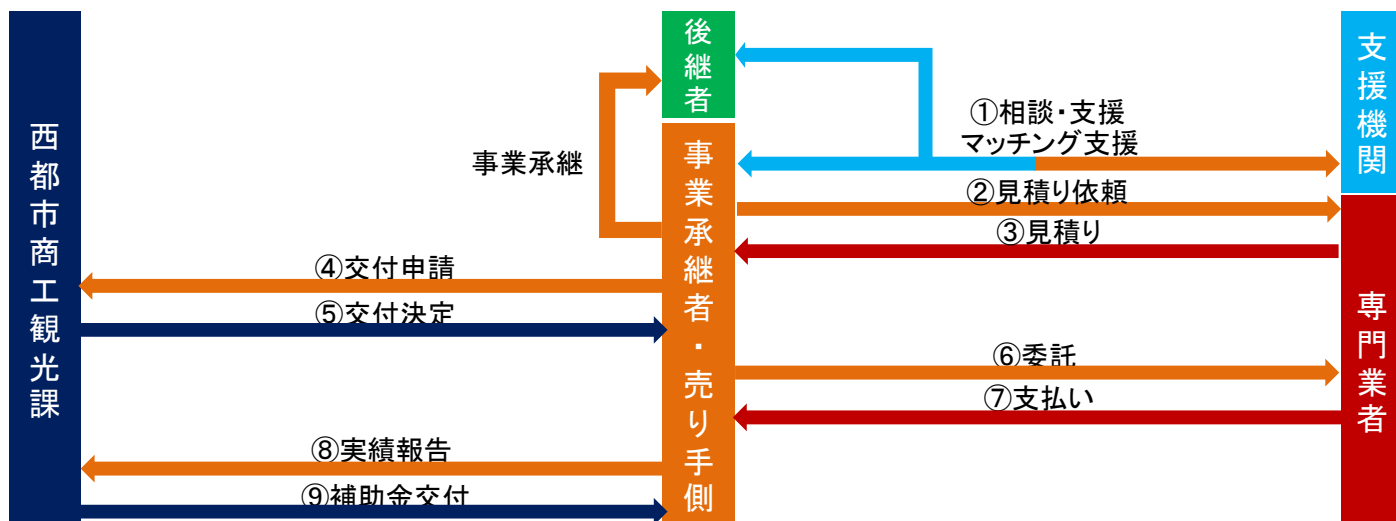 西都市商工観光課
後継者
事業承継者・売り手側
支援機関
専門業者
事業承継
①相談・支援
マッチング支援
②見積り依頼
③見積り
④交付申請
⑤交付決定
⑥委託
⑦支払い
⑧実績報告
⑨補助金交付